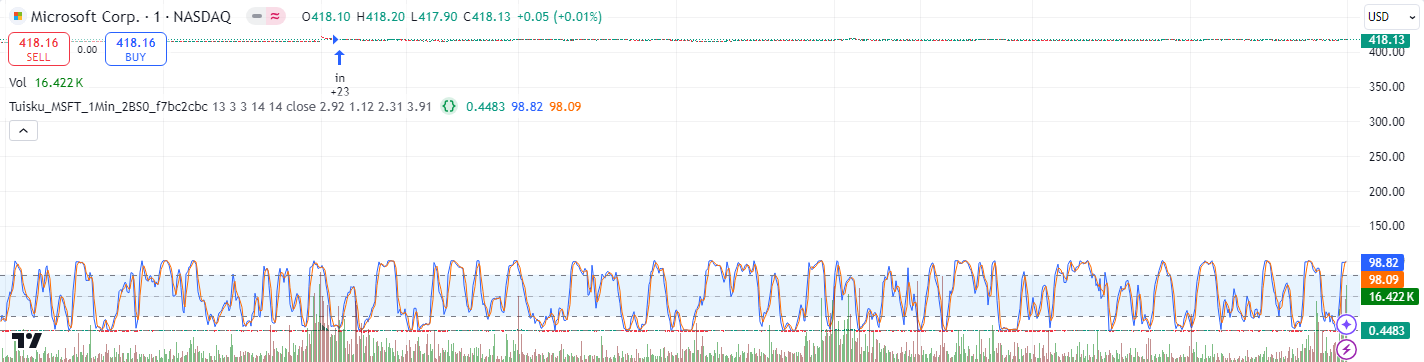 Microsoft Corp. · 1 · NASDAQ O418.10 H418.20 L417.90 C418.13 +0.05 (+0.01%)
USD
418.16
SELL
0.00
418.16
BUY
418.13
400.00
Vol 16.422 K
in
+23
350.00
Tuisku_MSFT_1Min_2BS0_f7bc2cbc 13 3 3 14 14 close 2.92 1.12 2.31 3.91 {} 0.4483 98.82 98.09
300.00
250.00
200.00
150.00
98.82
98.09
16.422 K
0.4483